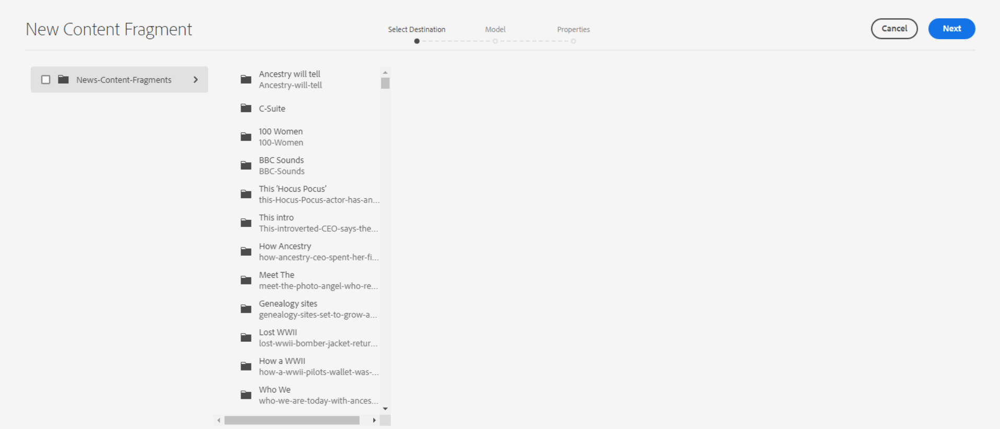 New Content Fragment
Select Destination
Model
Properties
Cancel
Next
News-Content-Fragments
Ancestry will tell
Ancestry-will-tell
C-Suite
100 Women
100-Women
BBC Sounds
BBC-Sounds
This 'Hocus Pocus’
this-Hocus-Pocus-actor-has-an...
This intro
This-introverted-CEO-says-the...
How Ancestry
how-ancestry-ceo-spent-her-fi...
Meet The
meet-the-photo-angel-who-re...
Genealogy sites
genealogy-sites-set-to-grow-a...
Lost WWII
lost-wwii-bomber-jacket-retur...
How a WWII
how-a-wwii-pilots-wallet-was-...
Who We
who-we-are-today-with-ances...